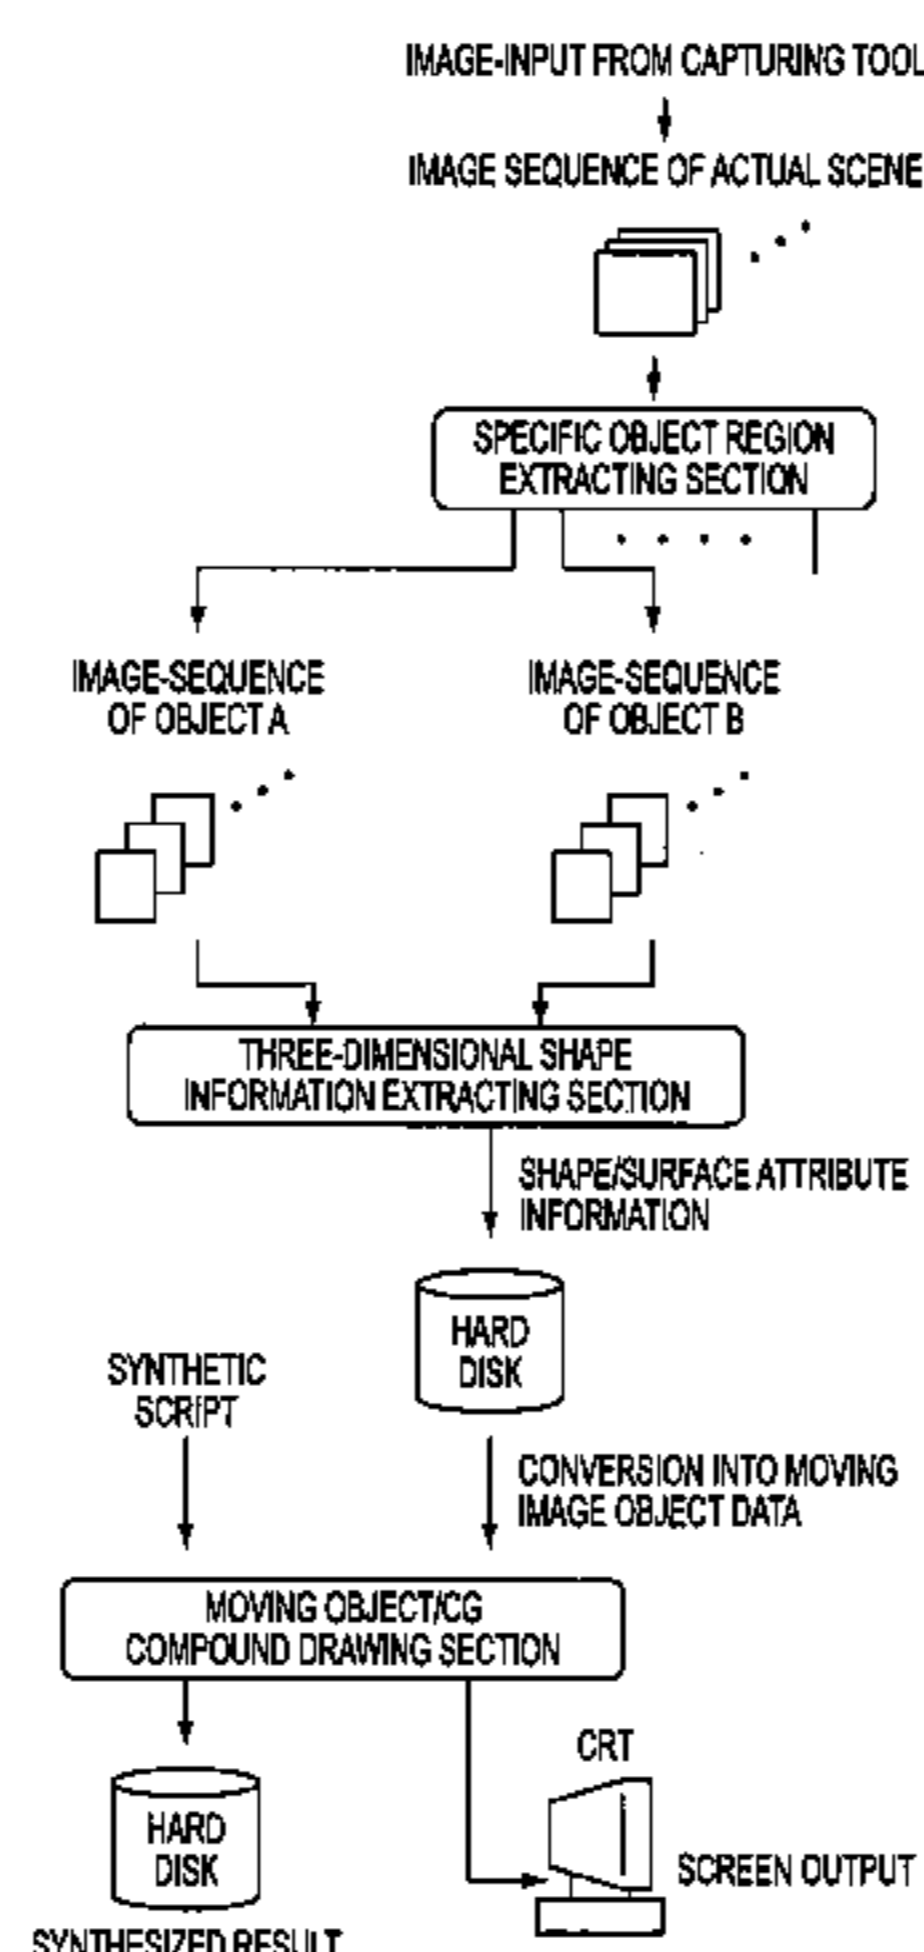 IMAGE-INPUT FROM CAPTURING TOOL
IMAGE SEQUENCE OF ACTUAL SCENE
SPECIFIC OBJECT REGION
EXTRACTING SECTION
IMAGE-SEQUENCE
OF OBJECT A
IMAGE-SEQUENCE
OF OBJECT B
THREE-DIMENSIONAL SHAPE
INFORMATION EXTRACTING SECTION
SHAPE/SURFACE ATTRIBUTE
INFORMATION
HARD
DISK
SYNTHETIC
SCRIPT
CONVERSION INTO MOVING
IMAGE OBJECT DATA
MOVING OBJECT/CG
COMPOUND DRAWING SECTION
CRT
HARD
DISK
SCREEN OUTPUT
SYNTHESIZED RESULT